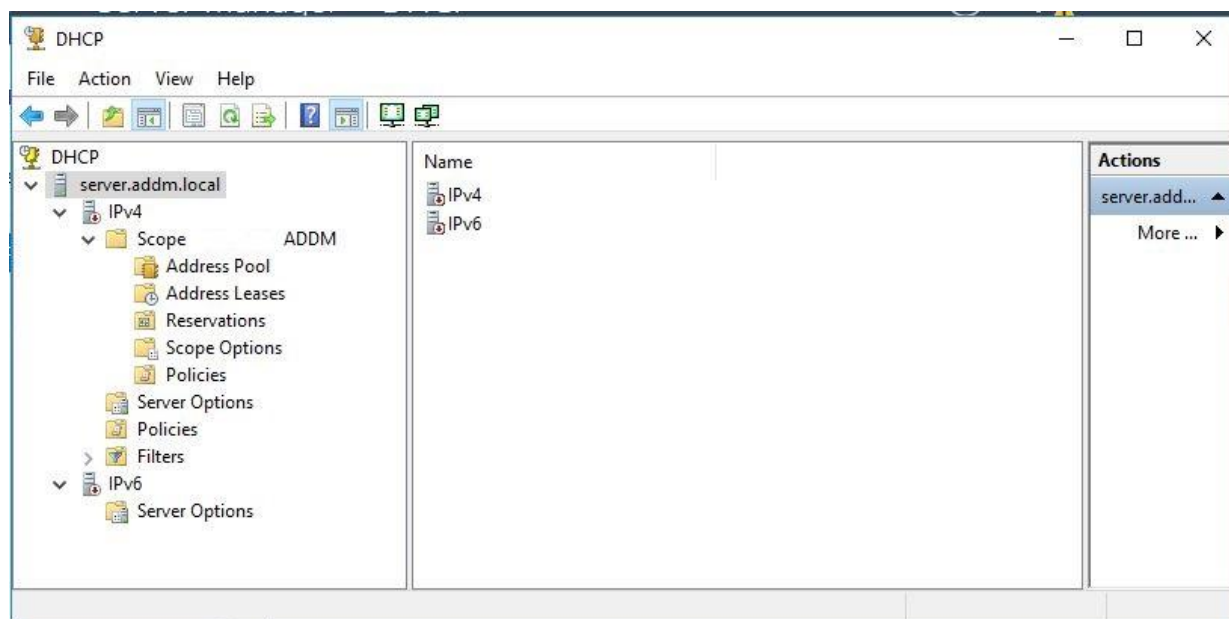 DHCP
File Action View Help
DHCP
server.addm.local
IPv4
Scope ADDM
Address Pool
Address Leases
Reservations
Scope Options
Policies
Server Options
Policies
Filters
IPv6
Server Options
Name
IPv4
IPv6
Actions
server.add...
More ...